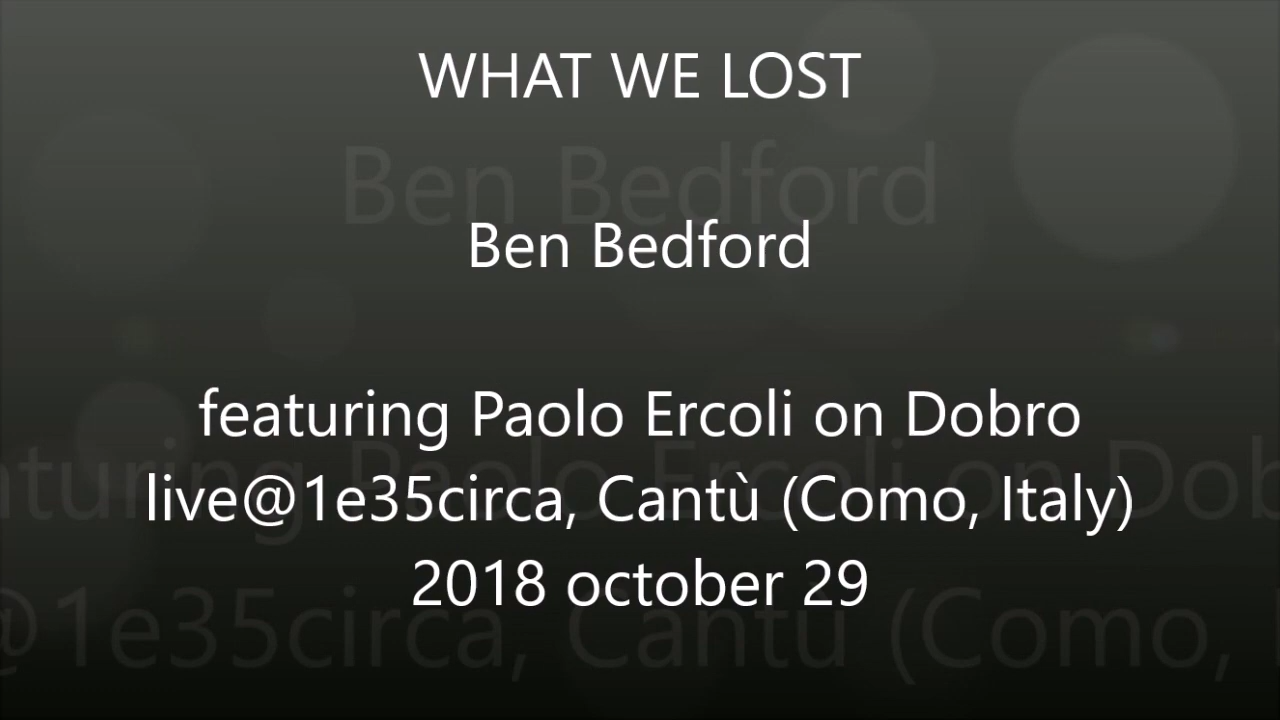 WHAT WE LOST
Ben Bedford
featuring Paolo Ercoli on Dobro
live@1e35circa, Cantù (Como, Italy)
2018 october 29